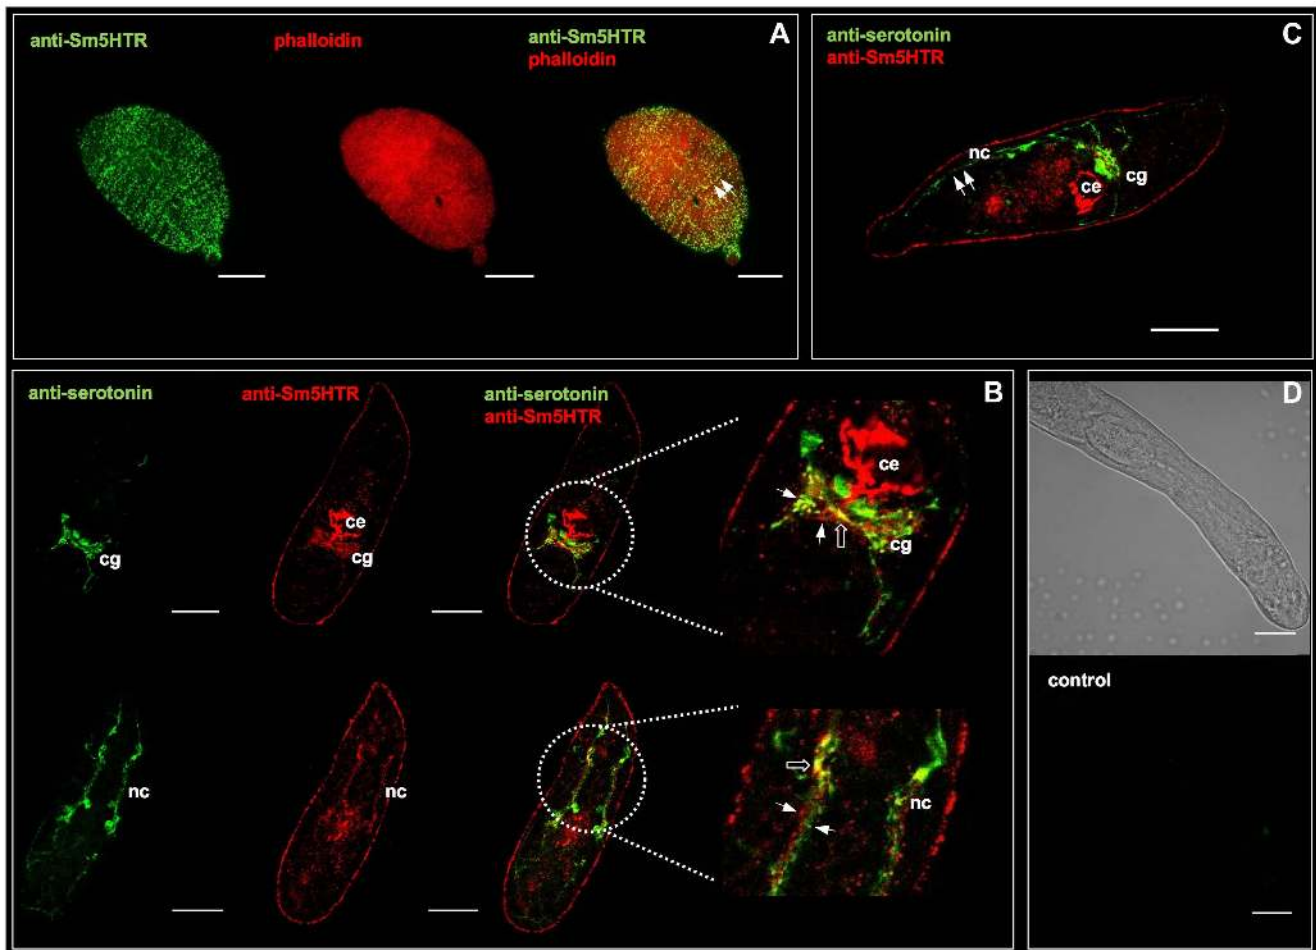 anti-Sm5HTR
phalloidin
anti-Sm5HTR
phalloidin
A
anti-serotonin
anti-Sm5HTR
C
nc
ce
cg
anti-serotonin
anti-Sm5HTR
anti-serotonin
anti-Sm5HTR
B
cg
ce
cg
ce
cg
nc
nc
nc
D
control